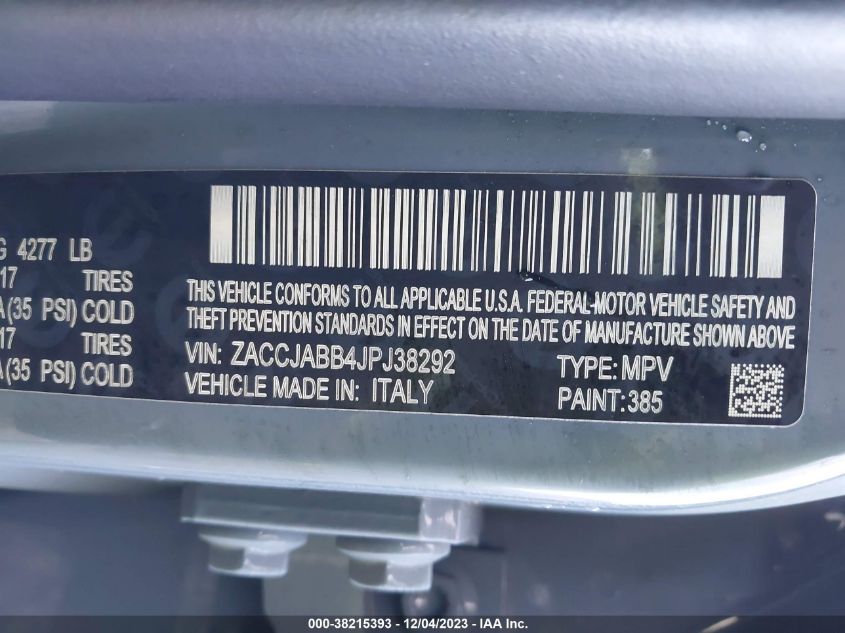 G 4277 LB
17 TIRES
A (35 PSI) COLD
17 TIRES
A (35 PSI) COLD
THIS VEHICLE CONFORMS TO ALL APPLICABLE U.S.A. FEDERAL-MOTOR VEHICLE SAFETY AND
THEFT PREVENTION STANDARDS IN EFFECT ON THE DATE OF MANUFACTURE SHOWN ABOVE
VIN: ZACCJABB4JPJ38292 TYPE: MPV
VEHICLE MADE IN: ITALY PAINT: 385
000-38215393 - 12/04/2023 - IAA Inc.